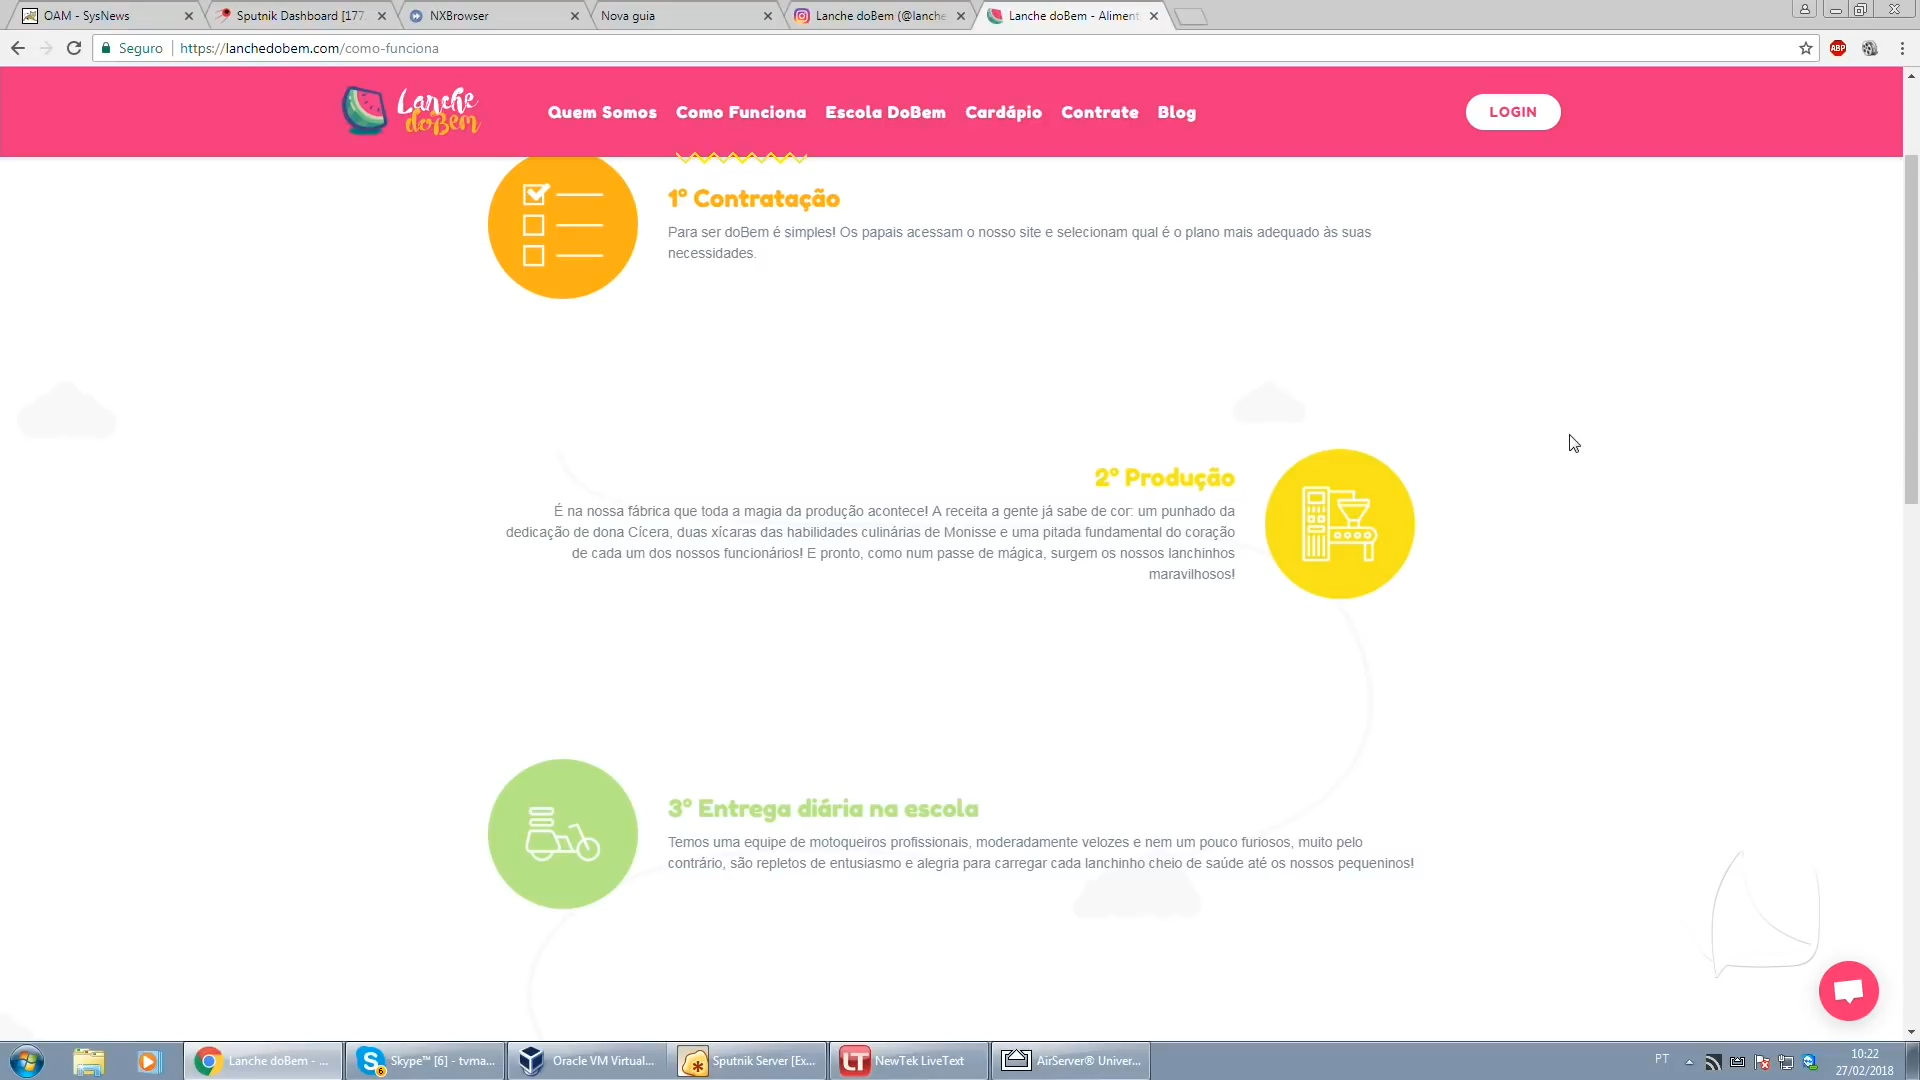 OAM - SysNews
Sputnik Dashboard [177.
NXBrowser
Nova guia
Lanche doBem (@lanche
Lanche doBem - Aliment
Seguro
https://lanchedobem.com/como-funciona
ABP
Lanche
doBem
Quem Somos
Como Funciona
Escola DoBem
Cardápio
Contrate
Blog
LOGIN
1° Contratação
Para ser doBem é simples! Os papais acessam o nosso site e selecionam qual é o plano mais adequado às suas
necessidades.
2° Produção
É na nossa fábrica que toda a magia da produção acontece! A receita a gente já sabe de cor: um punhado da
dedicação de dona Cícera, duas xícaras das habilidades culinárias de Monisse e uma pitada fundamental do coração
de cada um dos nossos funcionários! E pronto, como num passe de mágica, surgem os nossos lanchinhos
maravilhosos!
3° Entrega diária na escola
Temos uma equipe de motoqueiros profissionais, moderadamente velozes e nem um pouco furiosos, muito pelo
contrário, são repletos de entusiasmo e alegria para carregar cada lanchinho cheio de saúde até os nossos pequeninos!
Lanche doBem - ...
Skype™ [6] - tvma...
Oracle VM Virtual...
Sputnik Server [Ex...
LT
NewTek LiveText
AirServer® Univer...
PT
10:22
27/02/2018